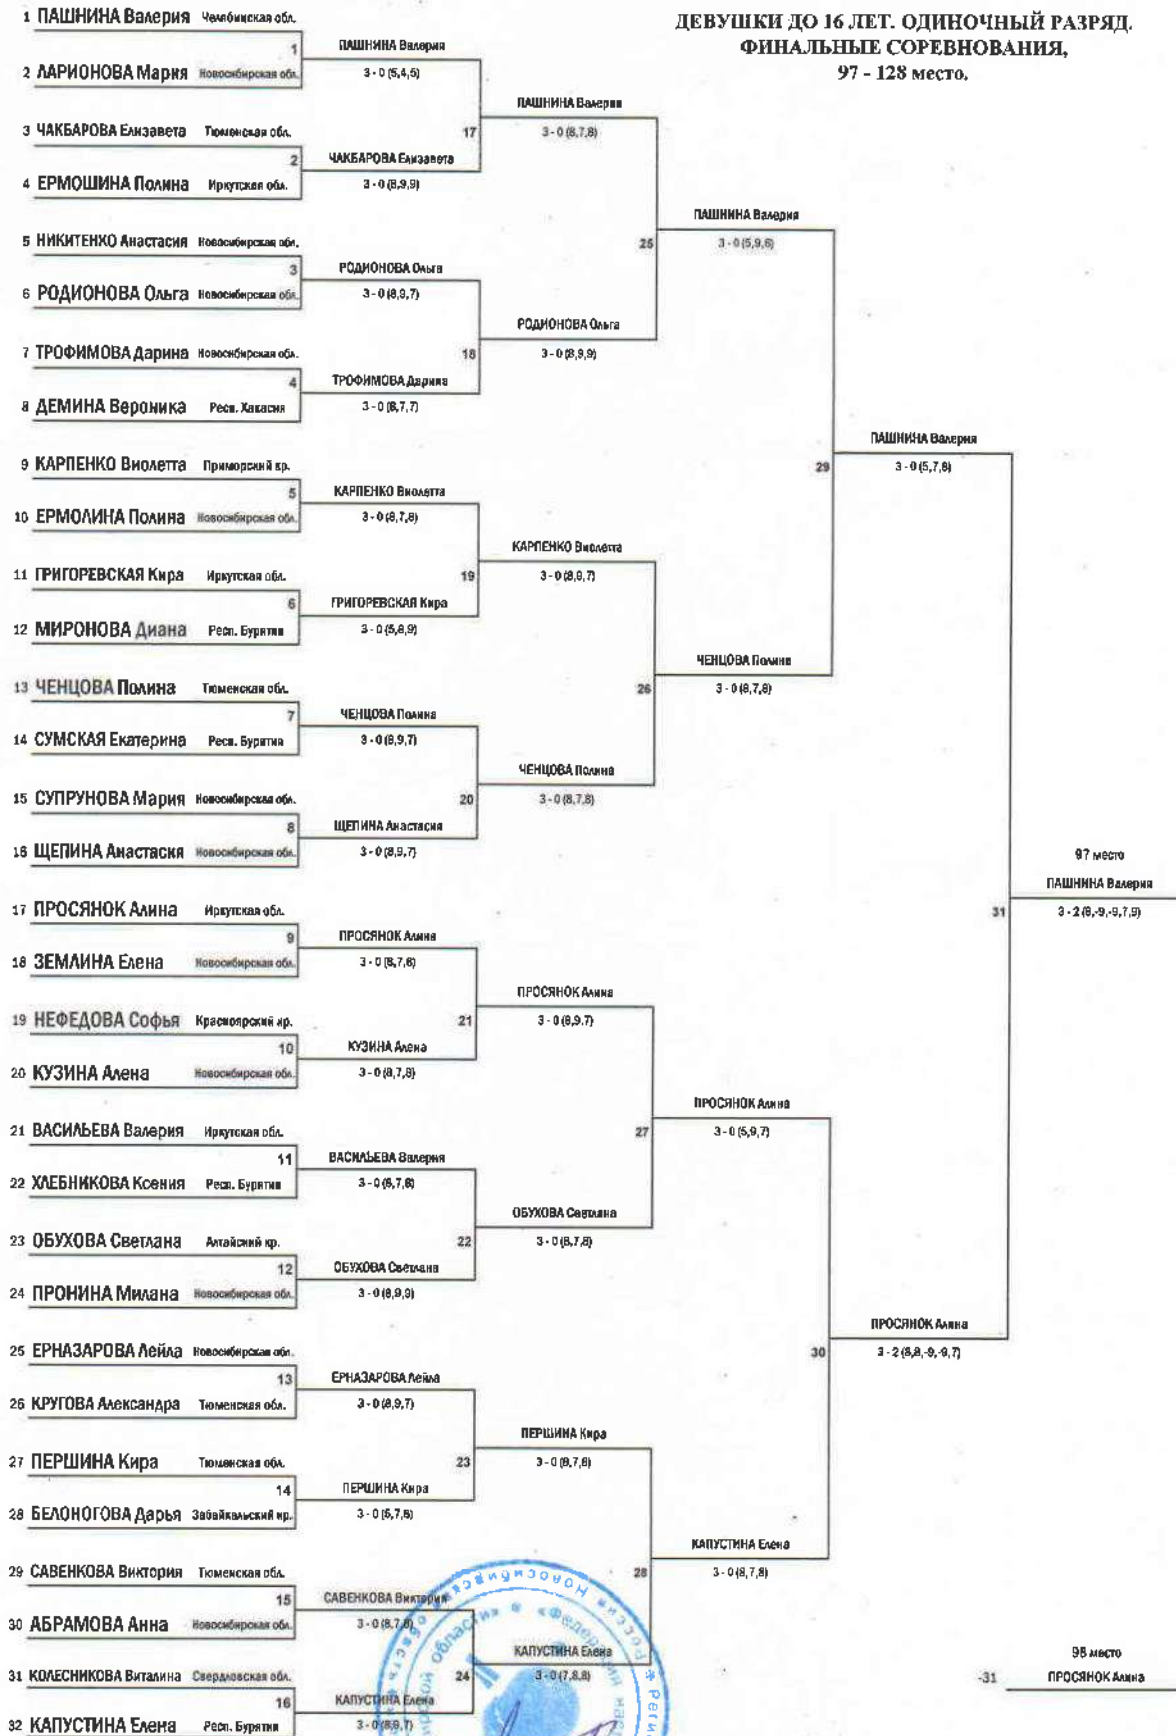 ДЕВУШКИ ДО 16 ЛЕТ. ОДИНОЧНЫЙ РАЗРЯД.
ФИНАЛЬНЫЕ СОРЕВНОВАНИЯ,
97 - 128 место.
1 ПАШНИНА Валерия Челябинская обл.
1 ПАШНИНА Валерия
2 ЛАРИОНОВА Мария Новосибирская обл. 3 - 0 (5,4,5)
ПАШНИНА Валерия
3 ЧАКБАРОВА Елизавета Тюменская обл. 17 3 - 0 (8,7,8)
2 ЧАКБАРОВА Елизавета
4 ЕРМОШИНА Полина Иркутская обл. 3 - 0 (8,9,9)
ПАШНИНА Валерия
5 НИКИТЕНКО Анастасия Новосибирская обл. 25 3 - 0 (5,9,6)
3 РОДИОНОВА Ольга
6 РОДИОНОВА Ольга Новосибирская обл. 3 - 0 (8,9,7)
РОДИОНОВА Ольга
7 ТРОФИМОВА Дарина Новосибирская обл. 18 3 - 0 (8,9,9)
4 ТРОФИМОВА Дарина
8 ДЕМИНА Вероника Респ. Хакасия 3 - 0 (8,7,7)
ПАШНИНА Валерия
9 КАРПЕНКО Виолетта Приморский кр. 29 3 - 0 (5,7,8)
5 КАРПЕНКО Виолетта
10 ЕРМОЛИНА Полина Новосибирская обл. 3 - 0 (8,7,8)
КАРПЕНКО Виолетта
11 ГРИГОРЕВСКАЯ Кира Иркутская обл. 19 3 - 0 (8,9,7)
6 ГРИГОРЕВСКАЯ Кира
12 МИРОНОВА Диана Респ. Бурятия 3 - 0 (5,8,9)
ЧЕНЦОВА Полина
13 ЧЕНЦОВА Полина Тюменская обл. 26 3 - 0 (8,7,8)
7 ЧЕНЦОВА Полина
14 СУМСКАЯ Екатерина Респ. Бурятия 3 - 0 (8,9,7)
ЧЕНЦОВА Полина
15 СУПРУНОВА Мария Новосибирская обл. 20 3 - 0 (8,7,8)
8 ЩЕПИНА Анастасия
16 ЩЕПИНА Анастасия Новосибирская обл. 3 - 0 (8,9,7)
97 место
ПАШНИНА Валерия
17 ПРОСЯНОК Алина Иркутская обл. 31 3 - 2 (8,-9,-9,7,9)
9 ПРОСЯНОК Алина
18 ЗЕМЛИНА Елена Новосибирская обл. 3 - 0 (8,7,6)
ПРОСЯНОК Алина
19 НЕФЕДОВА Софья Красноярский кр. 21 3 - 0 (8,9,7)
10 КУЗИНА Алена
20 КУЗИНА Алена Новосибирская обл. 3 - 0 (8,7,8)
ПРОСЯНОК Алина
21 ВАСИЛЬЕВА Валерия Иркутская обл. 27 3 - 0 (5,9,7)
11 ВАСИЛЬЕВА Валерия
22 ХЛЕБНИКОВА Ксения Респ. Бурятия 3 - 0 (8,7,8)
ОБУХОВА Светлана
23 ОБУХОВА Светлана Алтайский кр. 22 3 - 0 (8,7,8)
12 ОБУХОВА Светлана
24 ПРОНИНА Милана Новосибирская обл. 3 - 0 (8,9,9)
ПРОСЯНОК Алина
25 ЕРНАЗАРОВА Лейла Новосибирская обл. 30 3 - 2 (8,8,-9,-9,7)
13 ЕРНАЗАРОВА Лейла
26 КРУГОВА Александра Тюменская обл. 3 - 0 (8,9,7)
ПЕРШИНА Кира
27 ПЕРШИНА Кира Тюменская обл. 23 3 - 0 (8,7,8)
14 ПЕРШИНА Кира
28 БЕЛОНОГОВА Дарья Забайкальский кр. 3 - 0 (5,7,8)
КАПУСТИНА Елена
29 САВЕНКОВА Виктория Тюменская обл. 28 3 - 0 (8,7,8)
15 САВЕНКОВА Виктория
30 АБРАМОВА Анна Новосибирская обл. 3 - 0 (8,7,8)
КАПУСТИНА Елена
98 место
31 КОЛЕСНИКОВА Виталина Свердловская обл. 24 3 - 0 (7,8,8) -31 ПРОСЯНОК Алина
16 КАПУСТИНА Елена
32 КАПУСТИНА Елена Респ. Бурятия 3 - 0 (8,9,7)